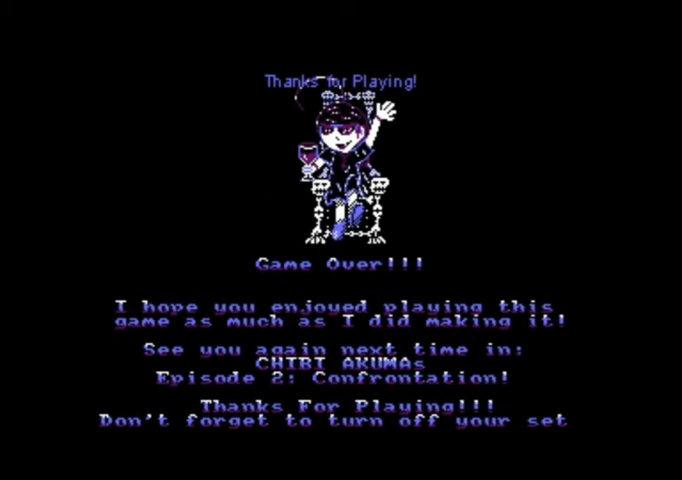 Thanks for Playing!
Game Over!!!
I hope you enjoyed playing this
game as much as I did making it!
See you again next time in:
CHIBI AKUMAs
Episode 2: Confrontation!
Thanks For Playing!!!
Don't forget to turn off your set